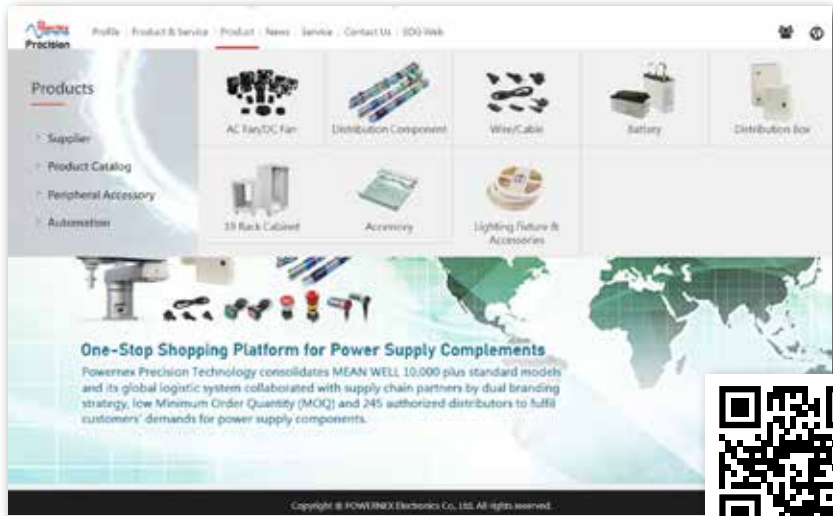 Powernex
Precision
Profile | Product & Service | Product | News | Service | Contact Us | SDG Web
Products
Supplier
Product Catalog
Peripheral Accessory
Automation
AC Fan/DC Fan
Distribution Component
Wire/Cable
Battery
Distribution Box
19 Rack Cabinet
Accessory
Lighting Fixture &
Accessories
One-Stop Shopping Platform for Power Supply Complements
Powernex Precision Technology consolidates MEAN WELL 10,000 plus standard models
and its global logistic system collaborated with supply chain partners by dual branding
strategy, low Minimum Order Quantity (MOQ) and 245 authorized distributors to fulfil
customers' demands for power supply components.
Copyright © POWERNEX Electronics Co., Ltd. All rights reserved.